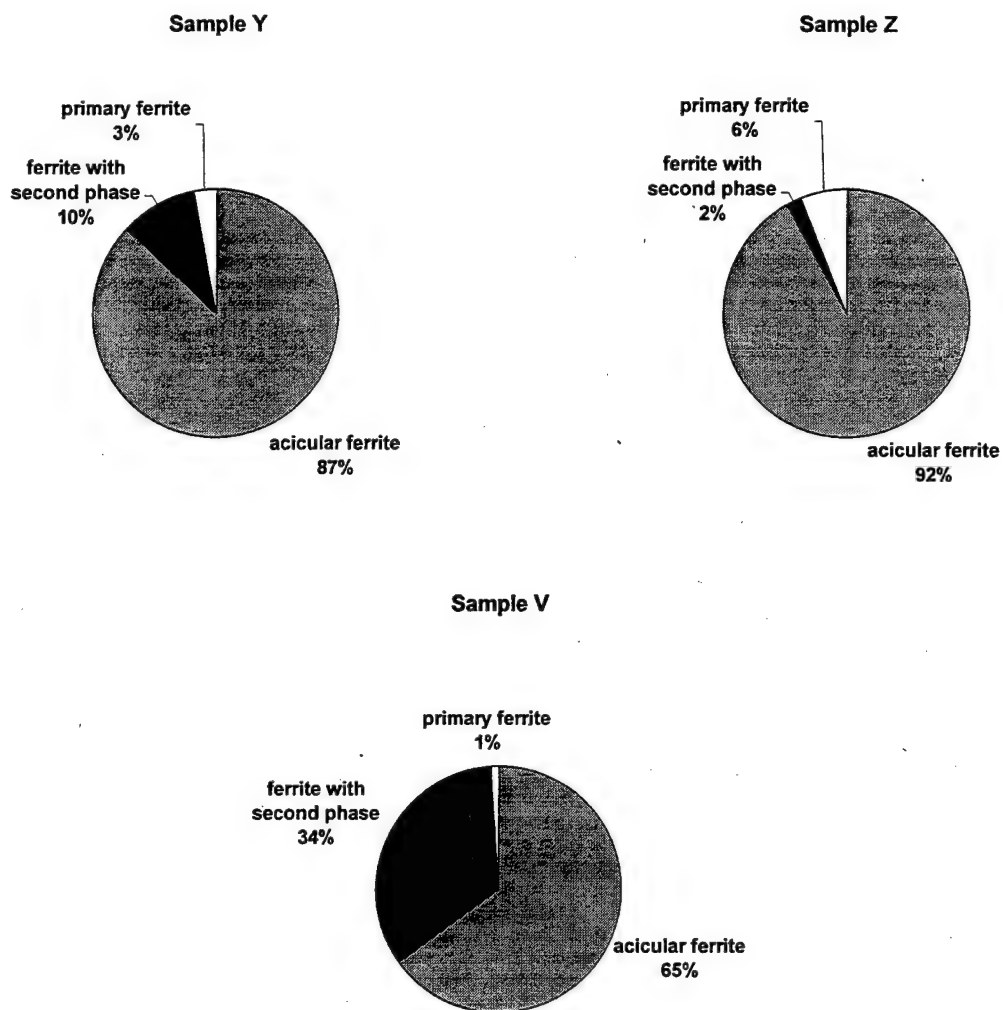 Sample Y
primary ferrite
3%
ferrite with
second phase
10%
acicular ferrite
87%
Sample Z
primary ferrite
6%
ferrite with
second phase
2%
acicular ferrite
92%
Sample V
primary ferrite
1%
ferrite with
second phase
34%
acicular ferrite
65%